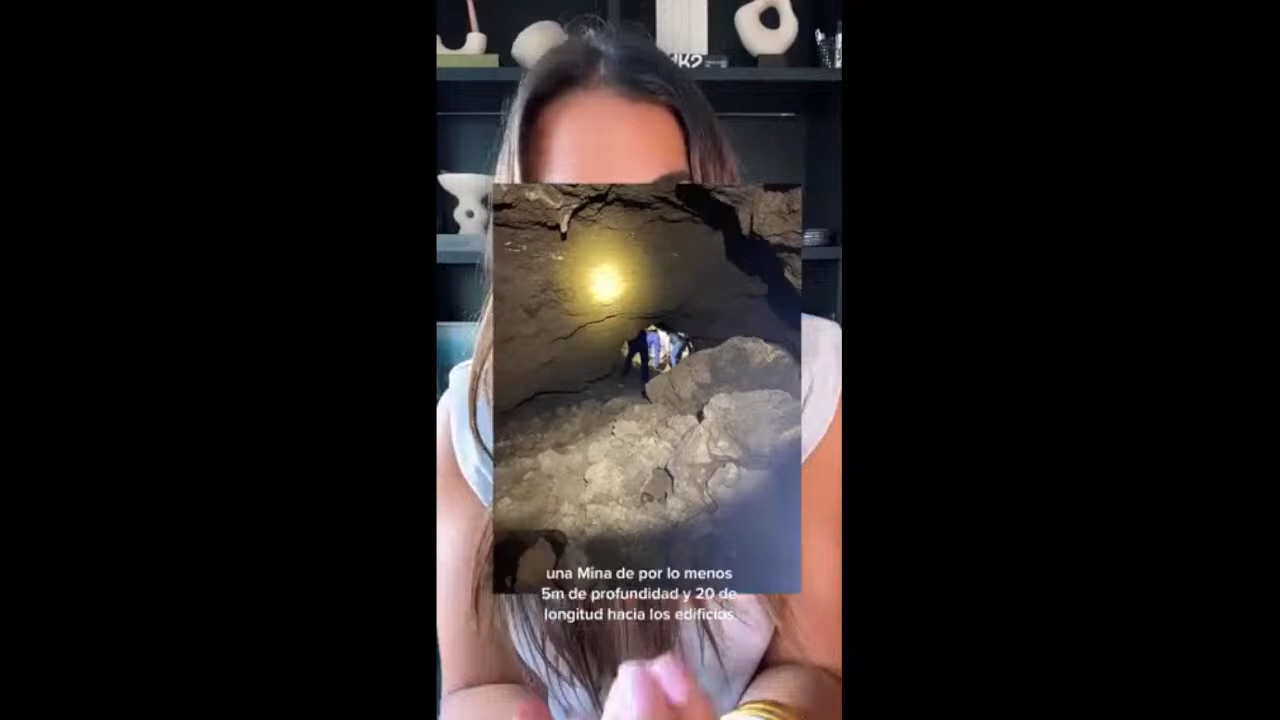 una Mina de por lo menos
5m de profundidad y 20 de
longitud hacia los edificios